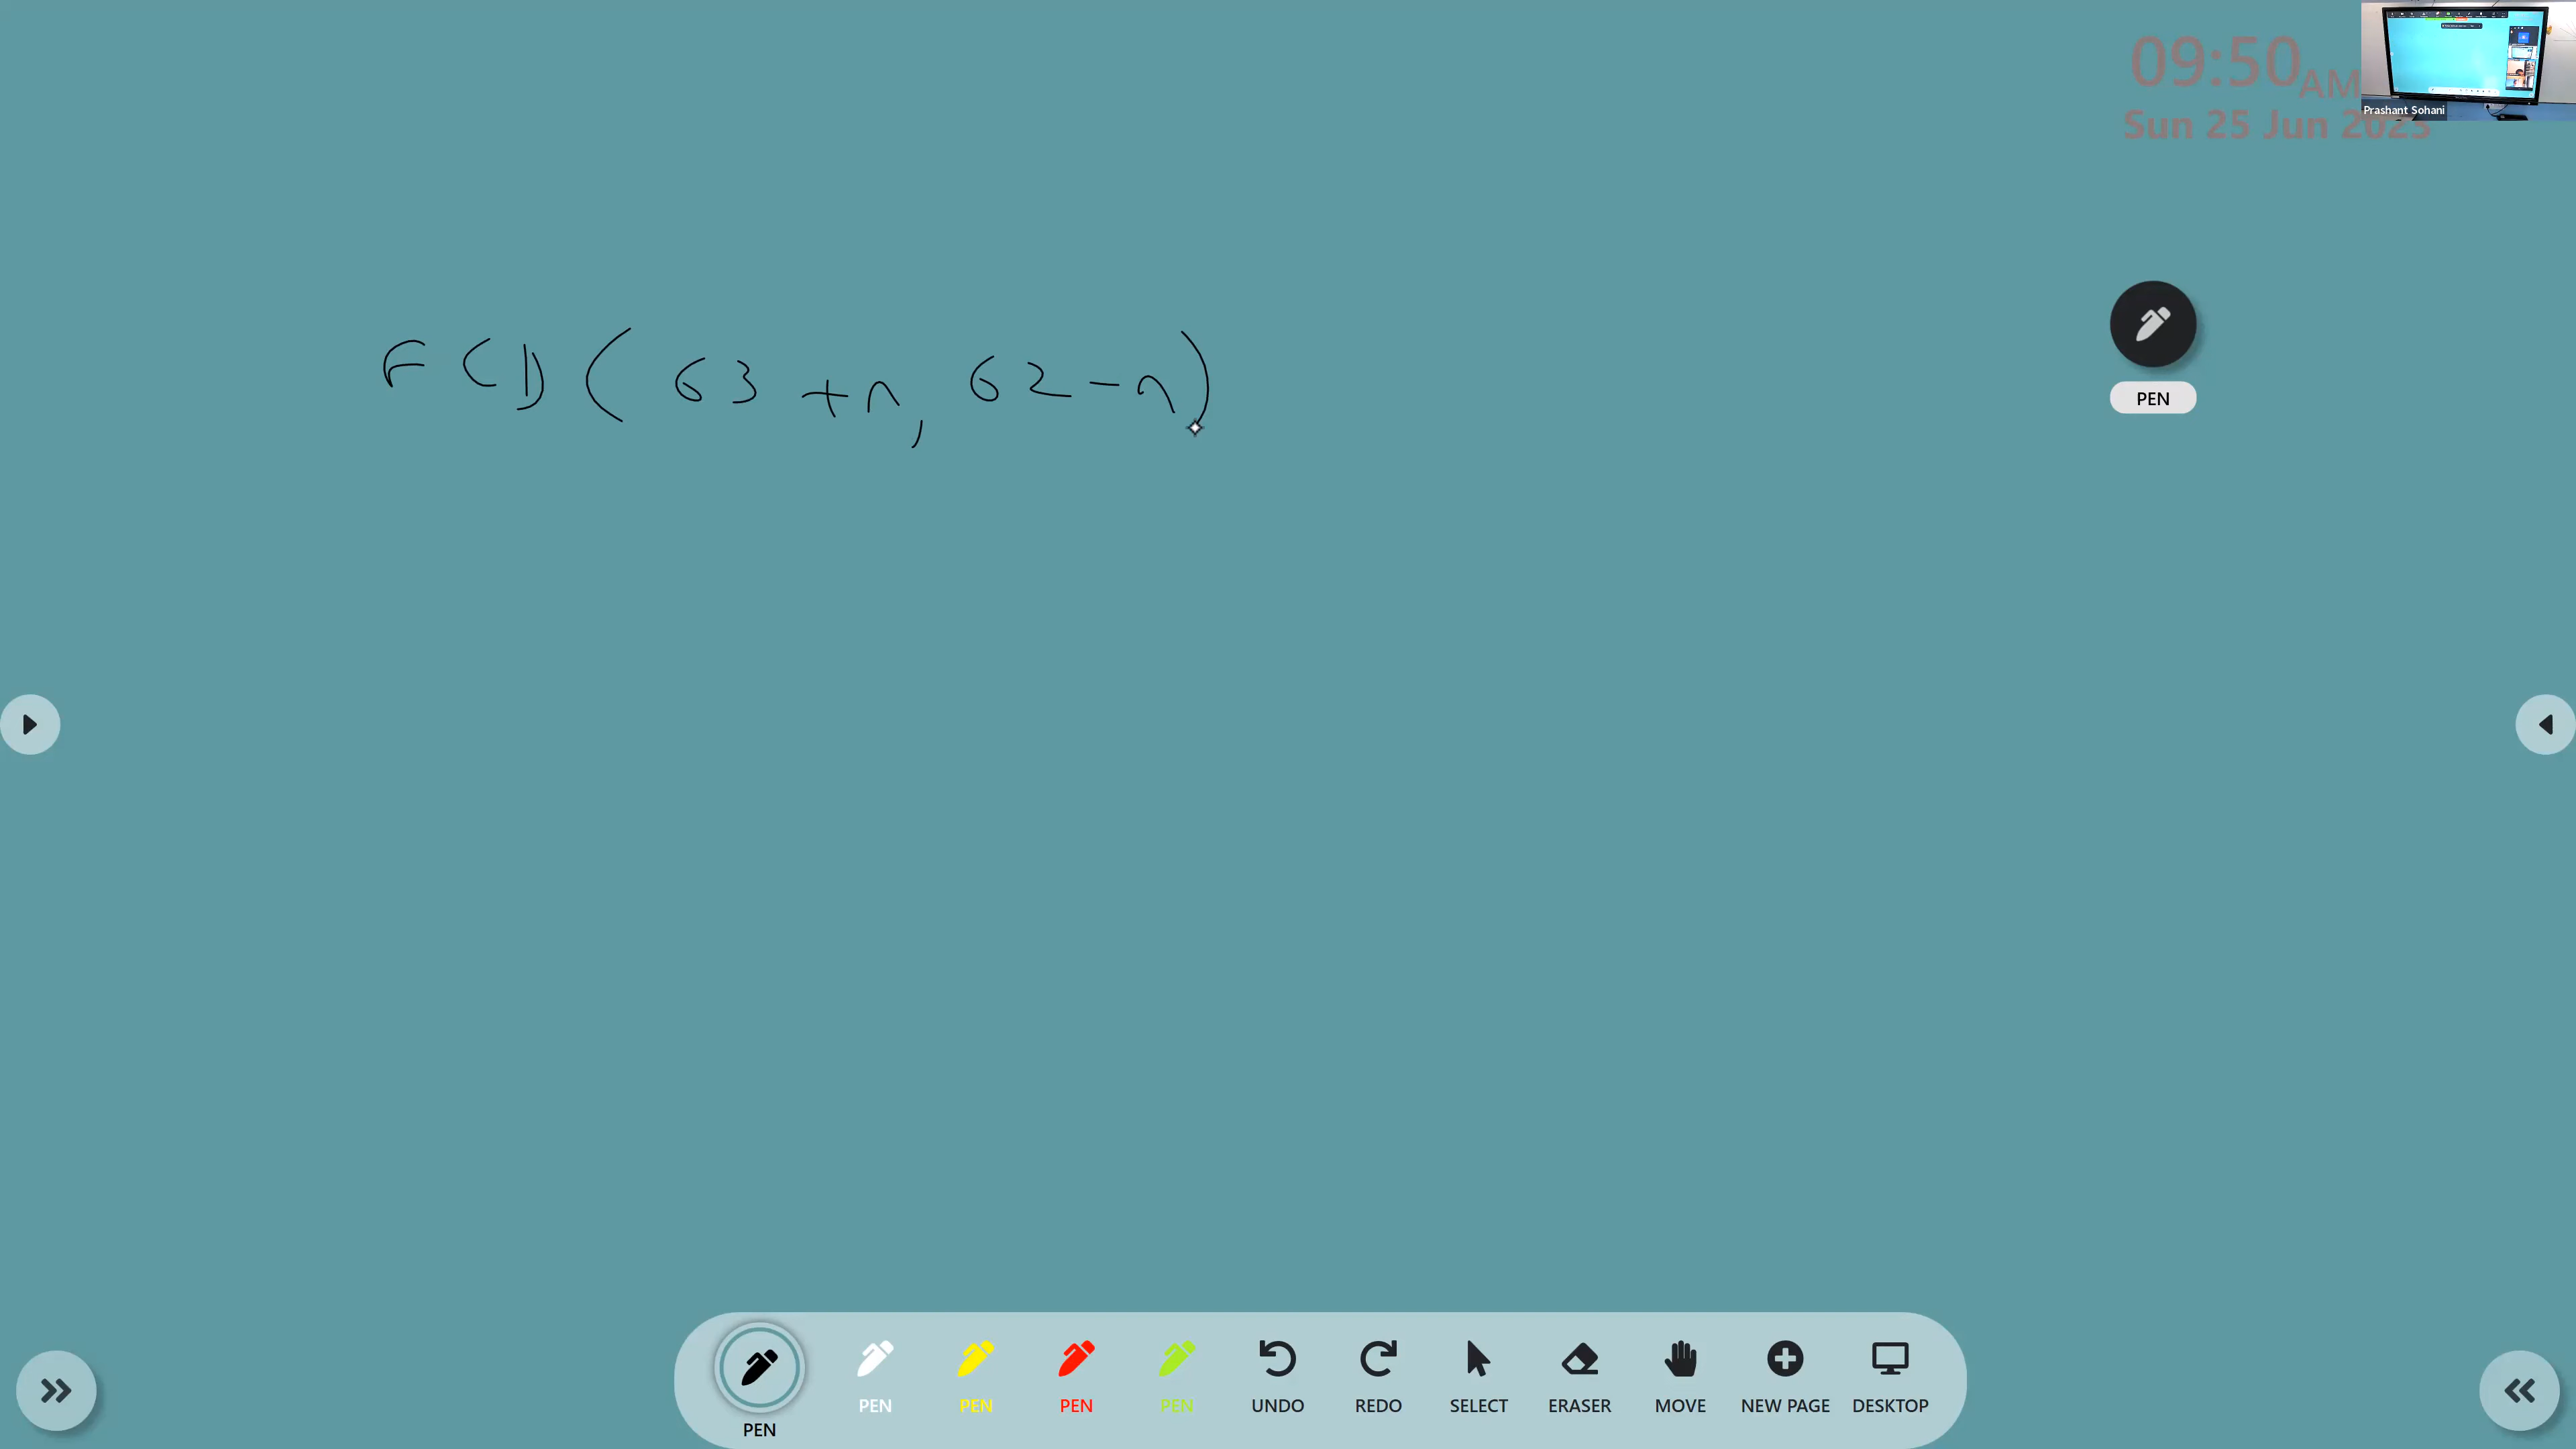 09:50AM
Prashant Sohani
Sun 25 Jun 2023
FCD(63+n, 62-n)
PEN
PEN
PEN
PEN
PEN
PEN
UNDO
REDO
SELECT
ERASER
MOVE
NEW PAGE
DESKTOP